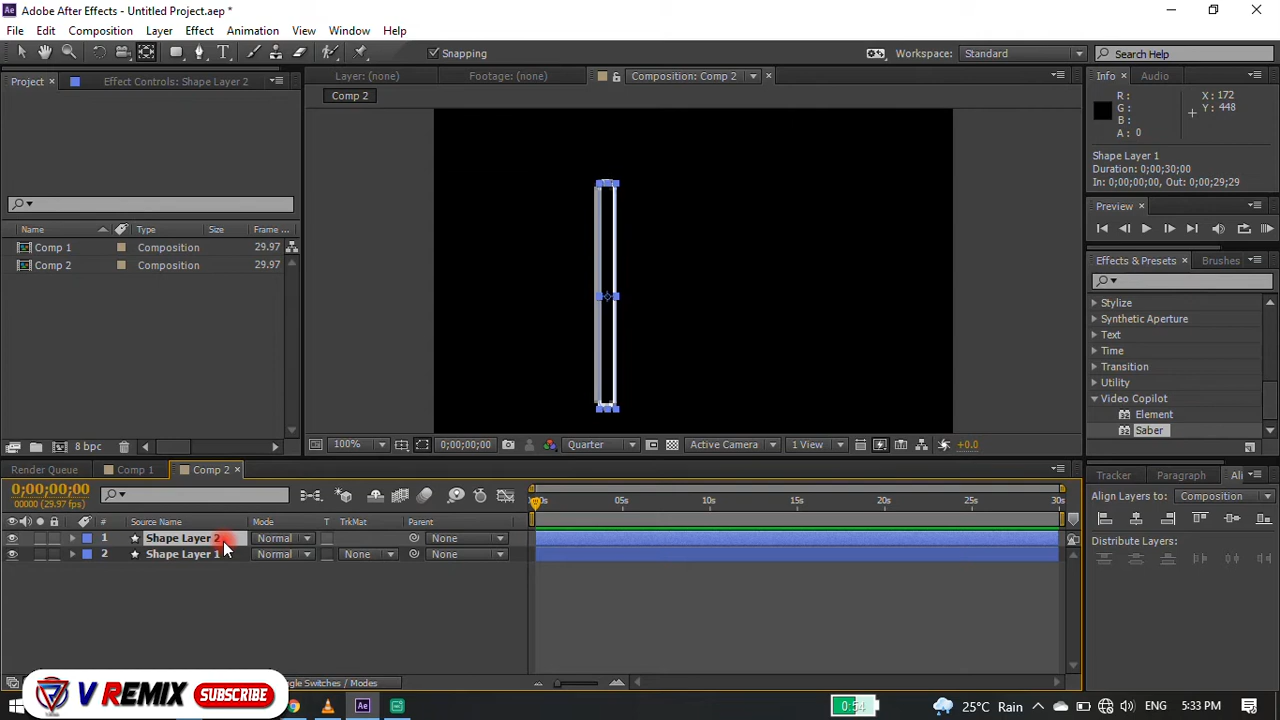 Adobe After Effects - Untitled Project.aep *
File Edit Composition Layer Effect Animation View Window Help
Snapping
Workspace: Standard
Search Help
Project
Effect Controls: Shape Layer 2
Layer: (none)
Footage: (none)
Composition: Comp 2
Info
Audio
Comp 2
R:
G:
B:
A: 0
X: 172
Y: 448
Shape Layer 1
Duration: 0;00;30;00
In: 0;00;00;00, Out: 0;00;29;29
Preview
Name Type Size Frame ...
Comp 1 Composition 29.97
Comp 2 Composition 29.97
Effects & Presets
Brushes
Stylize
Synthetic Aperture
Text
Time
Transition
Utility
Video Copilot
Element
Saber
8 bpc
100%
0;00;00;00
Quarter
Active Camera
1 View
+0.0
Render Queue
Comp 1
Comp 2
Tracker
Paragraph
0;00;00;00
00000 (29.97 fps)
05s 10s 15s 20s 25s 30s
Align Layers to: Composition
# Source Name Mode T TrkMat Parent
1 Shape Layer 2 Normal None
2 Shape Layer 1 Normal None None
Distribute Layers:
V REMIX SUBSCRIBE
Toggle Switches / Modes
0:54
25°C Rain
5:33 PM